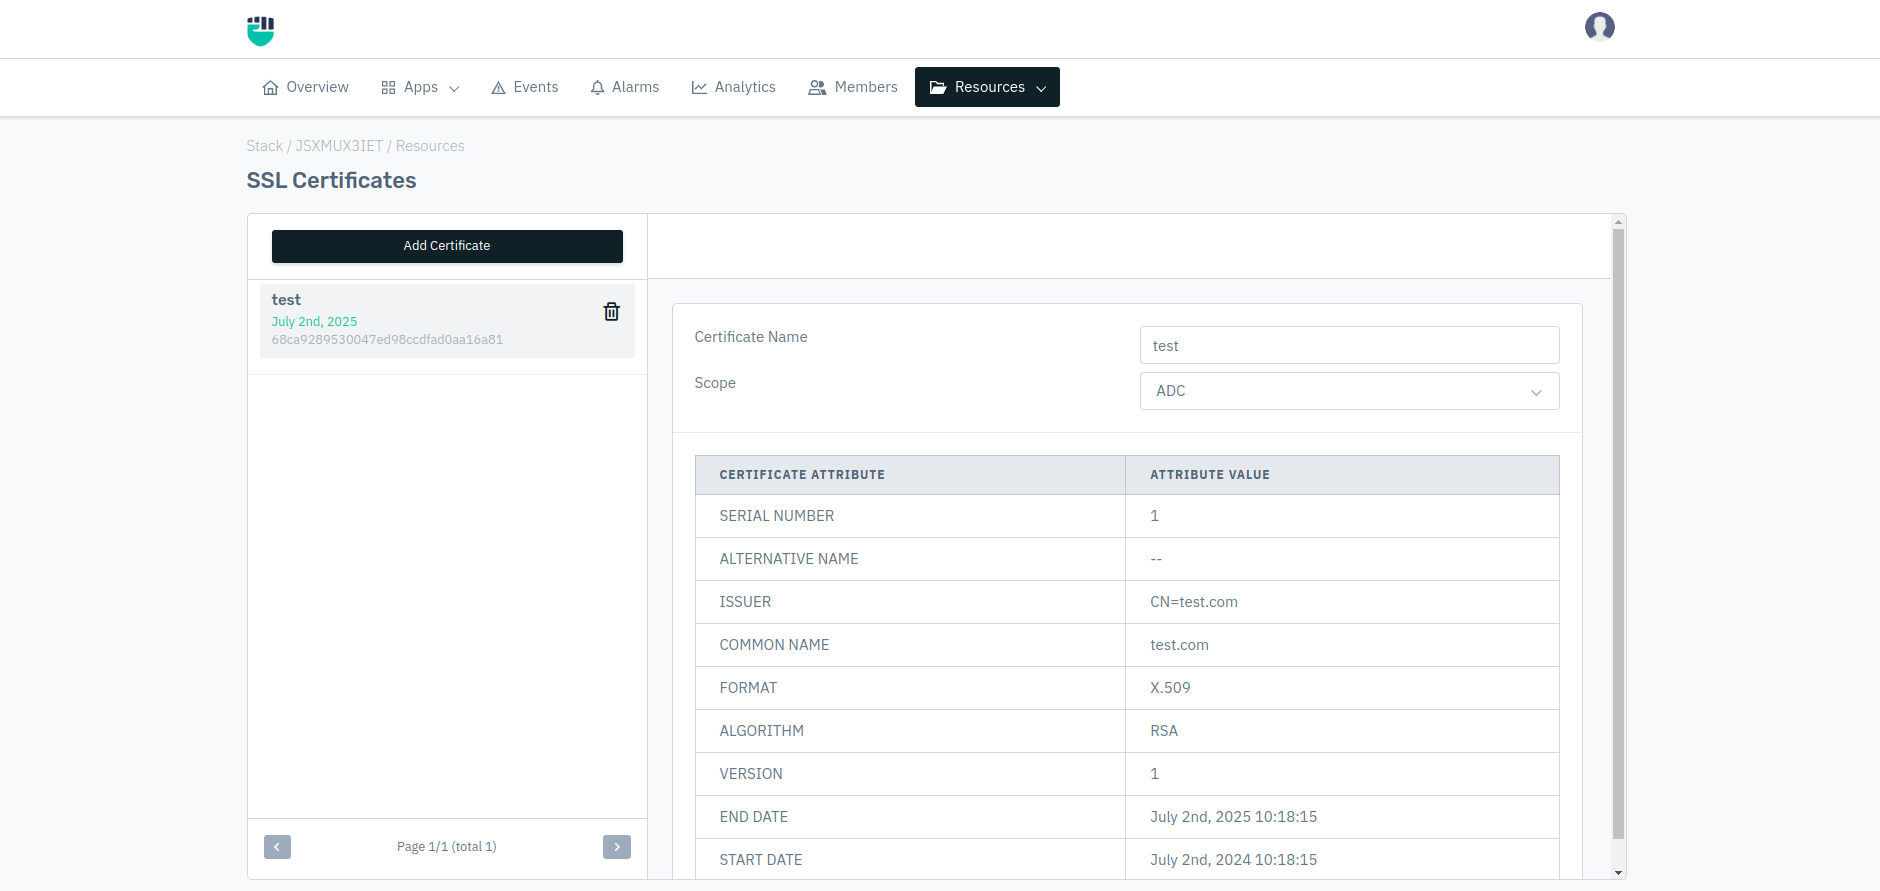 Overview Apps Events Alarms Analytics Members Resources
Stack / JSXMUX3IET / Resources
SSL Certificates
Add Certificate
test
July 2nd, 2025
68ca9289530047ed98ccdfad0aa16a81
Page 1/1 (total 1)
Certificate Name test
Scope ADC
CERTIFICATE ATTRIBUTE ATTRIBUTE VALUE
SERIAL NUMBER 1
ALTERNATIVE NAME --
ISSUER CN=test.com
COMMON NAME test.com
FORMAT X.509
ALGORITHM RSA
VERSION 1
END DATE July 2nd, 2025 10:18:15
START DATE July 2nd, 2024 10:18:15